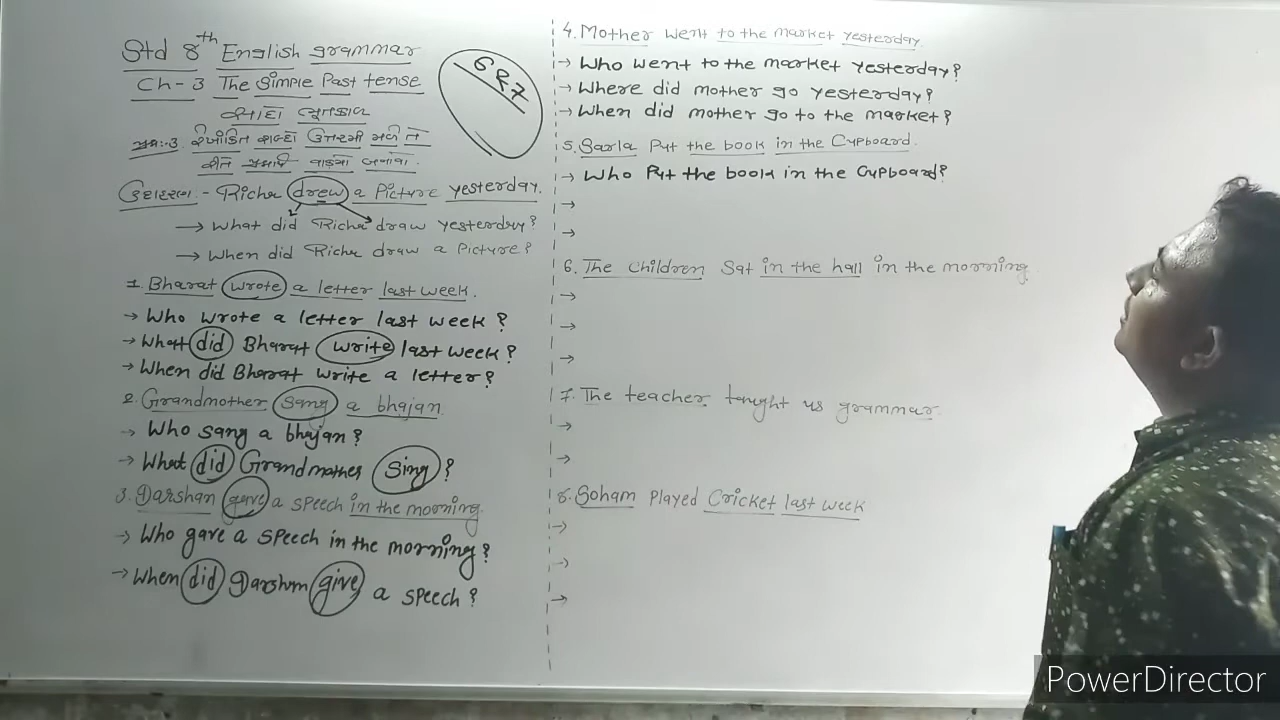 Std 8th English grammar
Ch-3 The Simple Past tense
સાદો ભૂતકાળ
પ્રશ્ન:-3 રેખાંકિત શબ્દો ઉત્તરમાં મળે તે
રીતે પ્રશ્નાર્થ વાક્યો બનાવો.
ઉદાહરણ - Richa drew a Picture yesterday.
→ What did Richa draw yesterday?
→ When did Richa draw a Picture?
1. Bharat wrote a letter last week.
→ Who wrote a letter last week?
→ What did Bharat write last week?
→ When did Bharat write a letter?
2. Grandmother sang a bhajan.
→ Who sang a bhajan?
→ What did Grandmother Sing?
3. Darshan gave a speech in the morning.
→ Who gave a speech in the morning?
→ When did Darshan give a speech?
4. Mother went to the market yesterday.
→ Who went to the market yesterday?
→ Where did mother go yesterday?
→ When did mother go to the market?
5. Sarla Put the book in the Cupboard.
→ Who Put the book in the Cupboard?
→
→
6. The children Sat in the hall in the morning.
→
→
→
7. The teacher taught us grammar.
→
→
8. Soham Played Cricket last week
→
→
→
PowerDirector